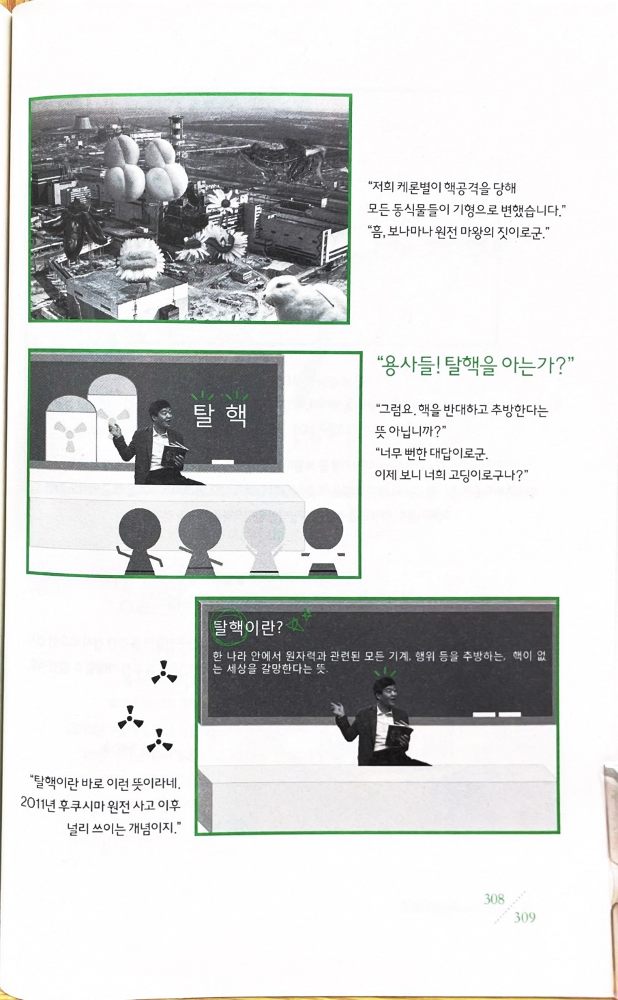 “저희 케론별이 핵공격을 당해
모든 동식물들이 기형으로 변했습니다.”
“흠, 보나마나 원전 마왕의 짓이로군.”
“용사들! 탈핵을 아는가?”
탈 핵
“그럼요. 핵을 반대하고 추방한다는
뜻 아닙니까?”
“너무 뻔한 대답이로군.
이제 보니 너희 고딩이로구나?”
탈핵이란?
한 나라 안에서 원자력과 관련된 모든 기계, 행위 등을 추방하는, 핵이 없
는 세상을 갈망한다는 뜻.
“탈핵이란 바로 이런 뜻이라네.
2011년 후쿠시마 원전 사고 이후
널리 쓰이는 개념이지.”
308
309